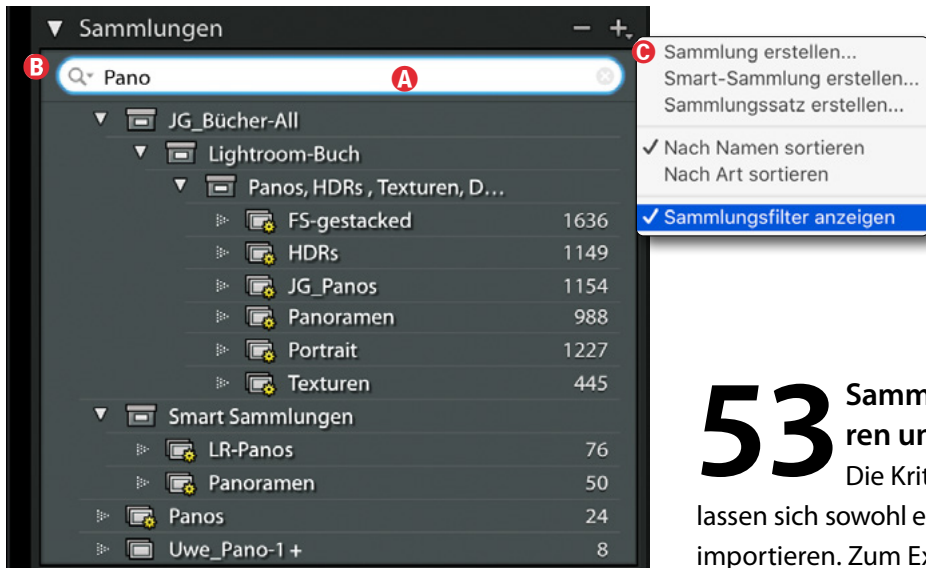 Sammlungen
B
Pano
A
JG_Bücher-All
Lightroom-Buch
Panos, HDRs , Texturen, D...
FS-gestacked 1636
HDRs 1149
JG_Panos 1154
Panoramen 988
Portrait 1227
Texturen 445
Smart Sammlungen
LR-Panos 76
Panoramen 50
Panos 24
Uwe_Pano-1 + 8
C
Sammlung erstellen...
Smart-Sammlung erstellen...
Sammlungssatz erstellen...
Nach Namen sortieren
Nach Art sortieren
Sammlungsfilter anzeigen
53
Samm
ren un
Die Krit
lassen sich sowohl e
importieren. Zum Ex